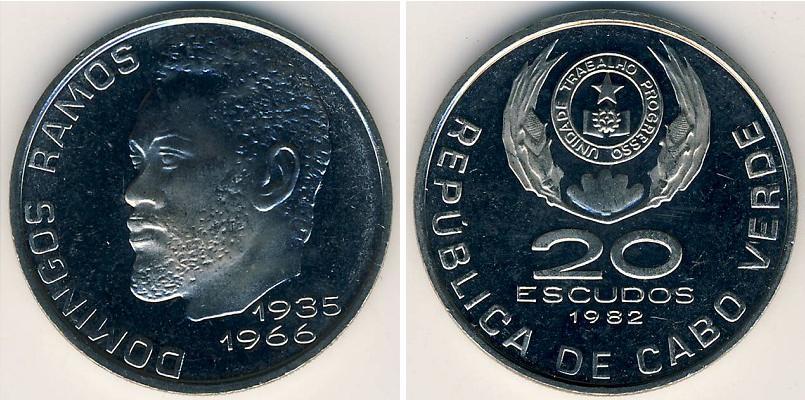 DOMINGOS RAMOS
1935
1966
UNIDADE TRABALHO PROGRESSO
20
ESCUDOS
1982
REPÚBLICA DE CABO VERDE